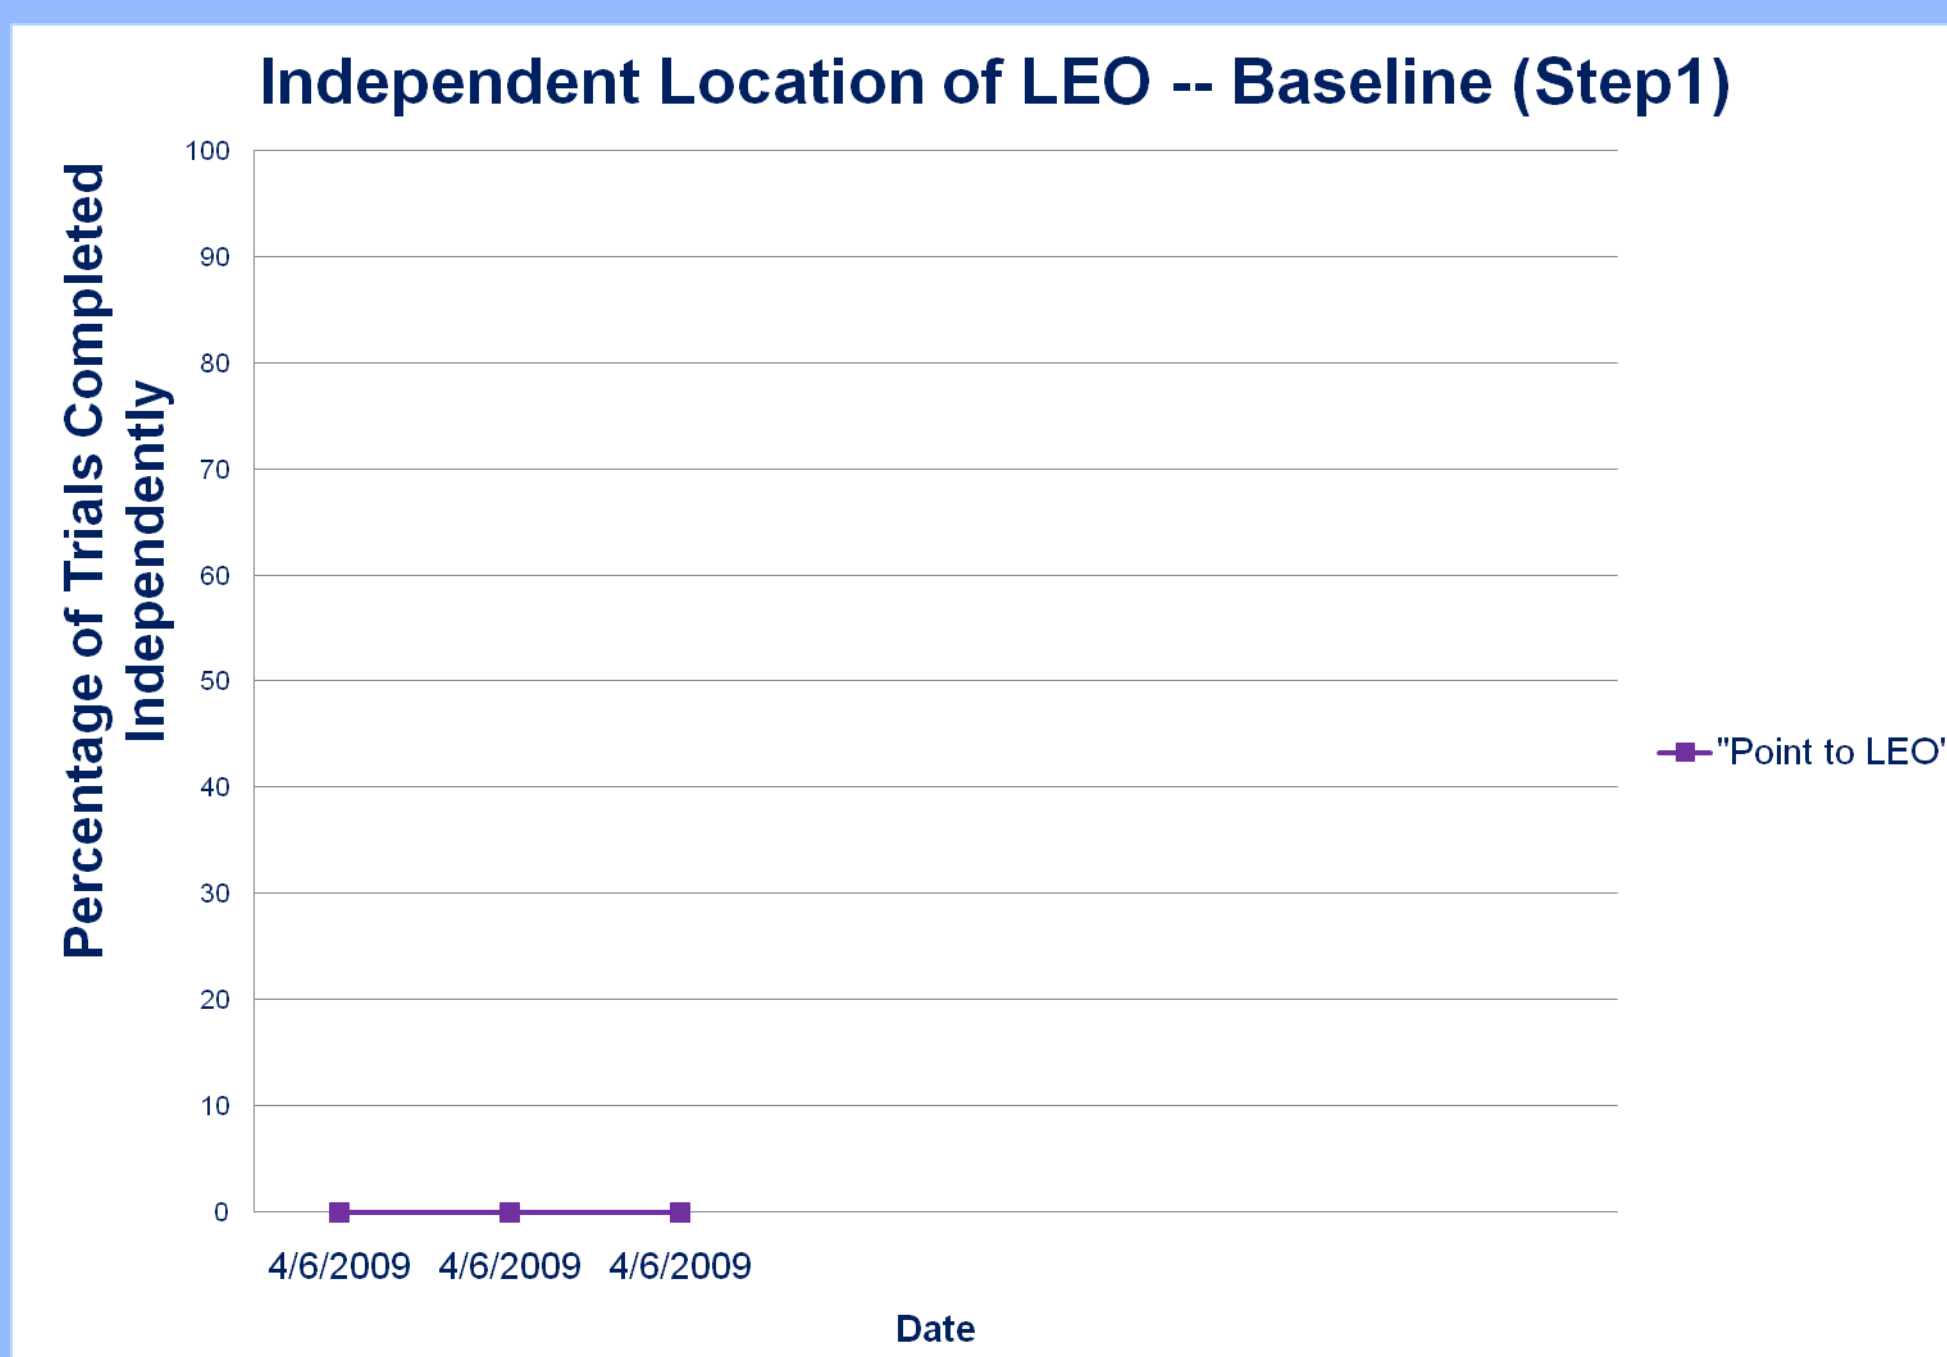 Independent Location of LEO -- Baseline (Step1)
Percentage of Trials Completed
Independently
100
90
80
70
60
50
40
30
20
10
0
"Point to LEO"
4/6/2009 4/6/2009 4/6/2009
Date